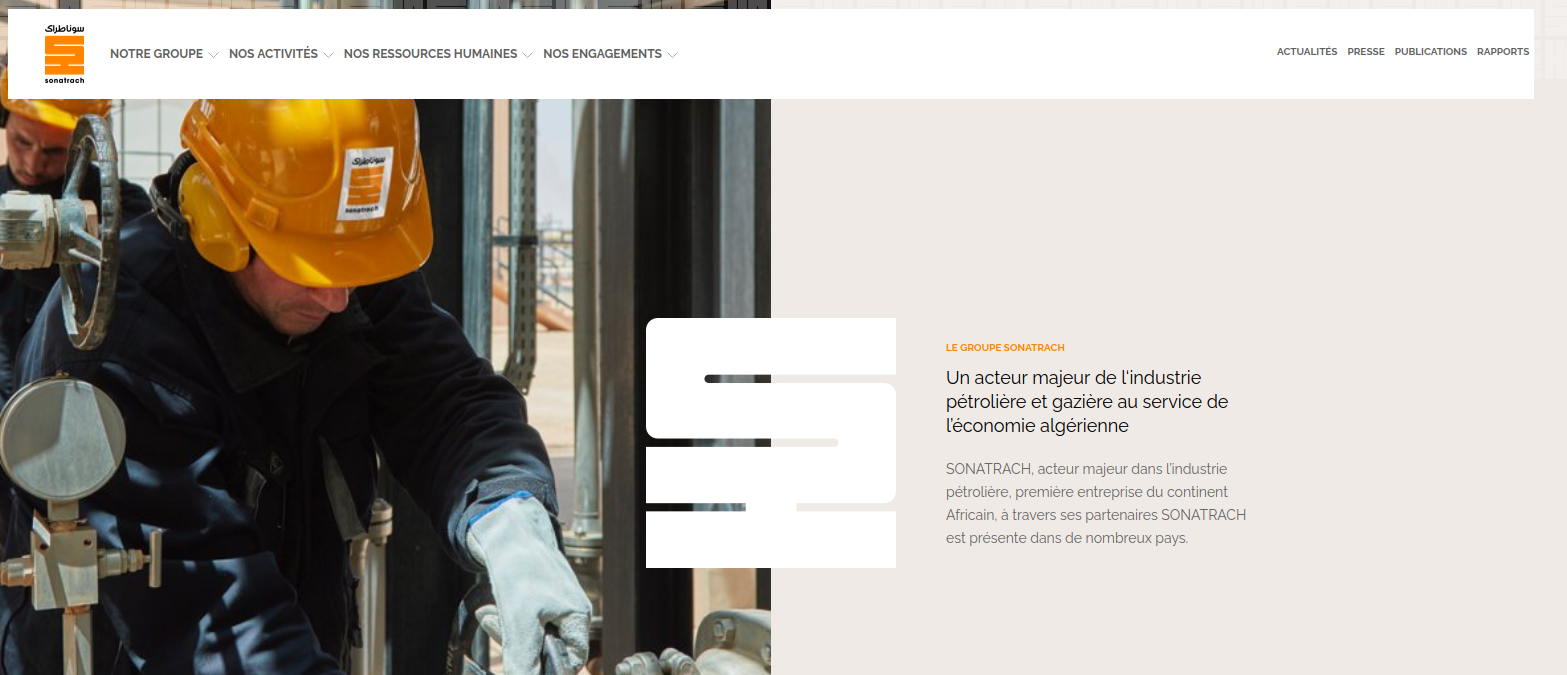 سوناطراك
sonatrach
NOTRE GROUPE NOS ACTIVITÉS NOS RESSOURCES HUMAINES NOS ENGAGEMENTS
ACTUALITÉS PRESSE PUBLICATIONS RAPPORTS
سوناطراك
sonatrach
LE GROUPE SONATRACH
Un acteur majeur de l'industrie
pétrolière et gazière au service de
l'économie algérienne
SONATRACH, acteur majeur dans l'industrie
pétrolière, première entreprise du continent
Africain, à travers ses partenaires SONATRACH
est présente dans de nombreux pays.